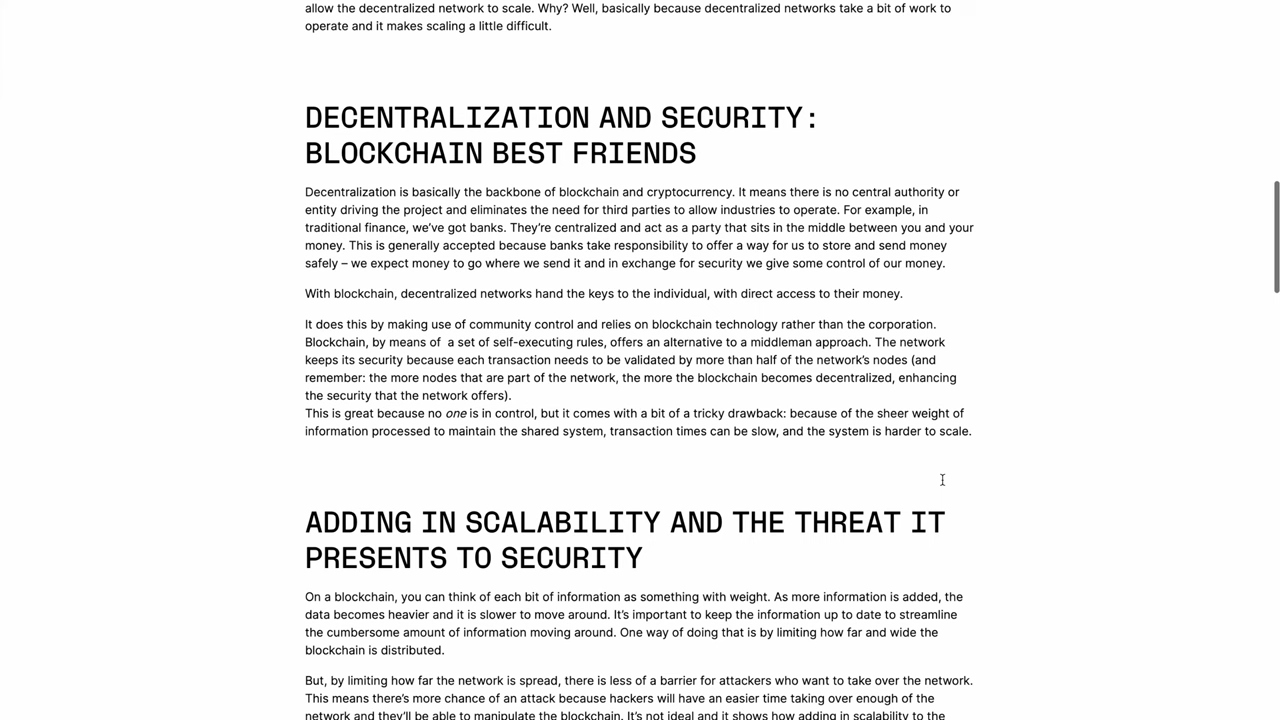 allow the decentralized network to scale. Why? Well, basically because decentralized networks take a bit of work to
operate and it makes scaling a little difficult.
DECENTRALIZATION AND SECURITY:
BLOCKCHAIN BEST FRIENDS
Decentralization is basically the backbone of blockchain and cryptocurrency. It means there is no central authority or
entity driving the project and eliminates the need for third parties to allow industries to operate. For example, in
traditional finance, we’ve got banks. They’re centralized and act as a party that sits in the middle between you and your
money. This is generally accepted because banks take responsibility to offer a way for us to store and send money
safely – we expect money to go where we send it and in exchange for security we give some control of our money.
With blockchain, decentralized networks hand the keys to the individual, with direct access to their money.
It does this by making use of community control and relies on blockchain technology rather than the corporation.
Blockchain, by means of  a set of self-executing rules, offers an alternative to a middleman approach. The network
keeps its security because each transaction needs to be validated by more than half of the network’s nodes (and
remember: the more nodes that are part of the network, the more the blockchain becomes decentralized, enhancing
the security that the network offers).
This is great because no one is in control, but it comes with a bit of a tricky drawback: because of the sheer weight of
information processed to maintain the shared system, transaction times can be slow, and the system is harder to scale.
ADDING IN SCALABILITY AND THE THREAT IT
PRESENTS TO SECURITY
On a blockchain, you can think of each bit of information as something with weight. As more information is added, the
data becomes heavier and it is slower to move around. It’s important to keep the information up to date to streamline
the cumbersome amount of information moving around. One way of doing that is by limiting how far and wide the
blockchain is distributed.
But, by limiting how far the network is spread, there is less of a barrier for attackers who want to take over the network.
This means there’s more chance of an attack because hackers will have an easier time taking over enough of the
network and they’ll be able to manipulate the blockchain. It’s not ideal and it shows how adding in scalability to the